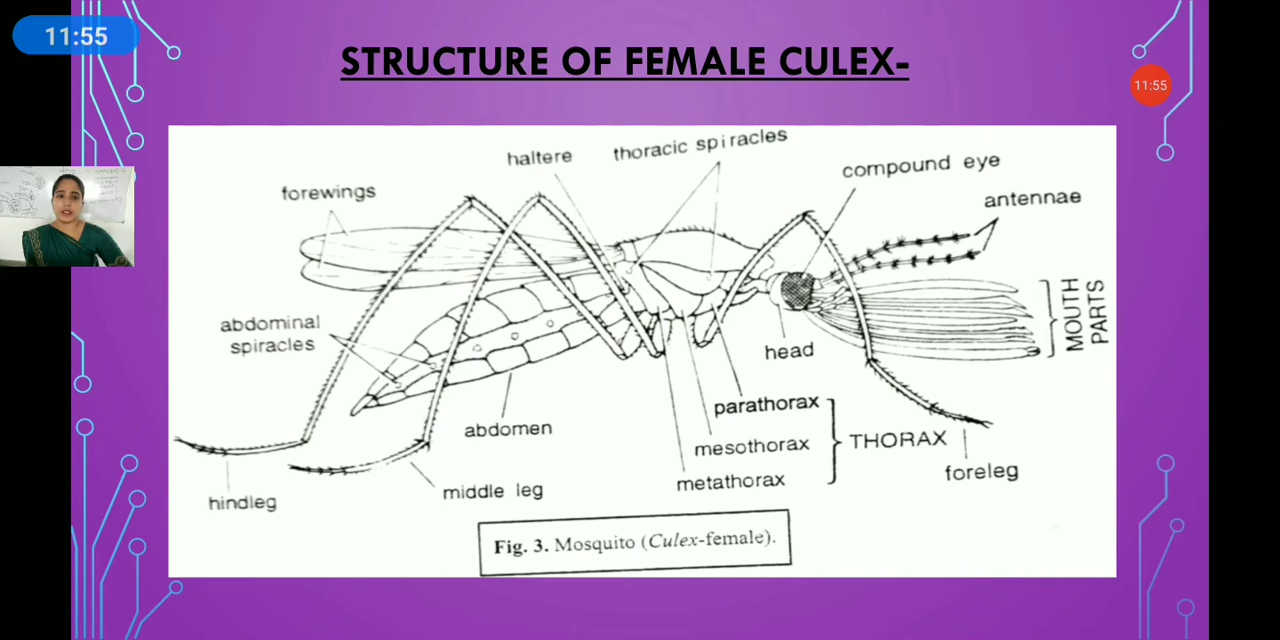 11:55
STRUCTURE OF FEMALE CULEX-
11:55
haltere
thoracic spiracles
compound eye
forewings
antennae
abdominal
spiracles
MOUTH
PARTS
head
parathorax
abdomen
mesothorax
THORAX
metathorax
foreleg
middle leg
hindleg
Fig. 3. Mosquito (Culex-female).